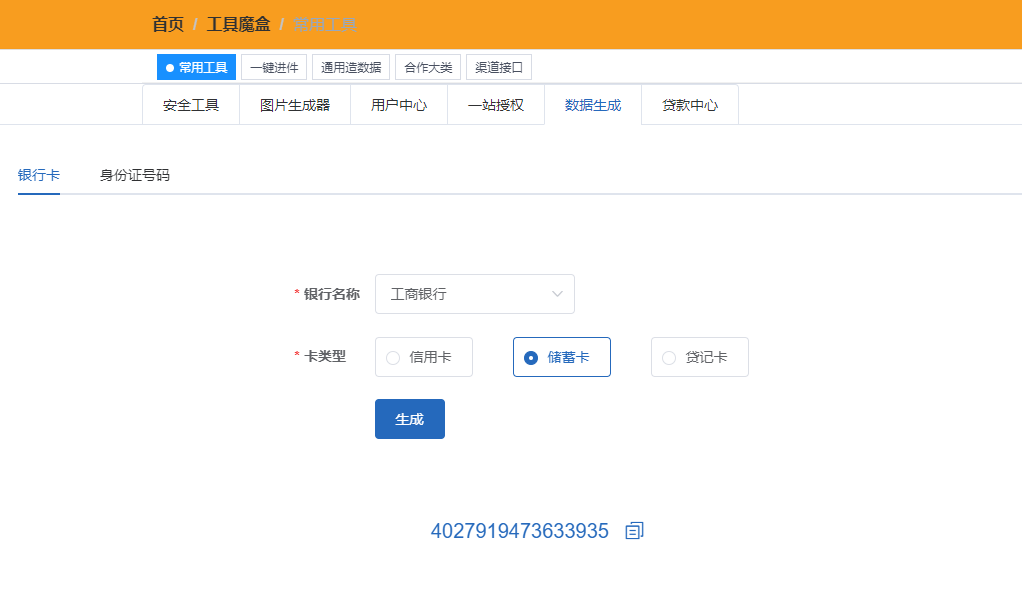 首页 / 工具魔盒 / 常用工具
常用工具 一键进件 通用造数据 合作大类 渠道接口
安全工具 图片生成器 用户中心 一站授权 数据生成 贷款中心
银行卡 身份证号码
* 银行名称 工商银行
* 卡类型 信用卡 储蓄卡 贷记卡
生成
4027919473633935